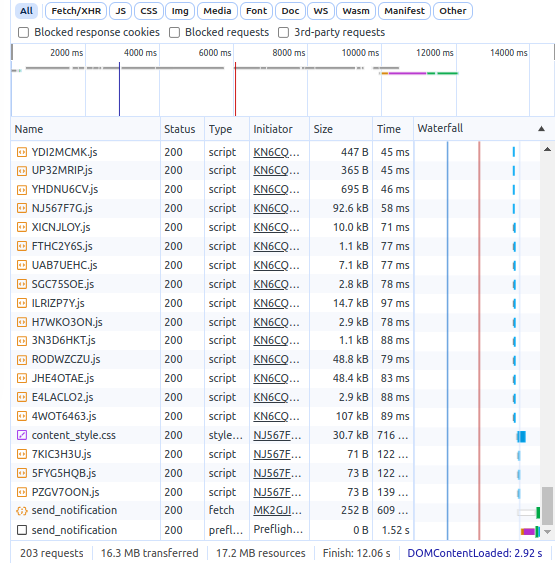 All Fetch/XHR JS CSS Img Media Font Doc WS Wasm Manifest Other
Blocked response cookies Blocked requests 3rd-party requests
2000 ms 4000 ms 6000 ms 8000 ms 10000 ms 12000 ms 14000 ms
Name Status Type Initiator Size Time Waterfall
YDI2MCMK.js 200 script KN6CQ... 447 B 45 ms
UP32MRIP.js 200 script KN6CQ... 365 B 45 ms
YHDNU6CV.js 200 script KN6CQ... 695 B 46 ms
NJ567F7G.js 200 script KN6CQ... 92.6 kB 58 ms
XICNJLOY.js 200 script KN6CQ... 10.0 kB 71 ms
FTHC2Y6S.js 200 script KN6CQ... 1.1 kB 77 ms
UAB7UEHC.js 200 script KN6CQ... 7.1 kB 77 ms
SGC75SOE.js 200 script KN6CQ... 2.8 kB 78 ms
ILRIZP7Y.js 200 script KN6CQ... 14.7 kB 97 ms
H7WKO3ON.js 200 script KN6CQ... 2.9 kB 78 ms
3N3D6HKT.js 200 script KN6CQ... 1.1 kB 88 ms
RODWZCZU.js 200 script KN6CQ... 48.8 kB 79 ms
JHE4OTAE.js 200 script KN6CQ... 48.4 kB 83 ms
E4LACLO2.js 200 script KN6CQ... 2.9 kB 88 ms
4WOT6463.js 200 script KN6CQ... 107 kB 89 ms
content_style.css 200 style... NJ567F... 30.7 kB 716 ...
7KIC3H3U.js 200 script NJ567F... 71 B 122 ...
5FYG5HQB.js 200 script NJ567F... 73 B 122 ...
PZGV7OON.js 200 script NJ567F... 73 B 139 ...
send_notification 200 fetch MK2GJI... 252 B 609 ...
send_notification 200 prefl... Prefligh... 0 B 1.52 s
203 requests 16.3 MB transferred 17.2 MB resources Finish: 12.06 s DOMContentLoaded: 2.92 s